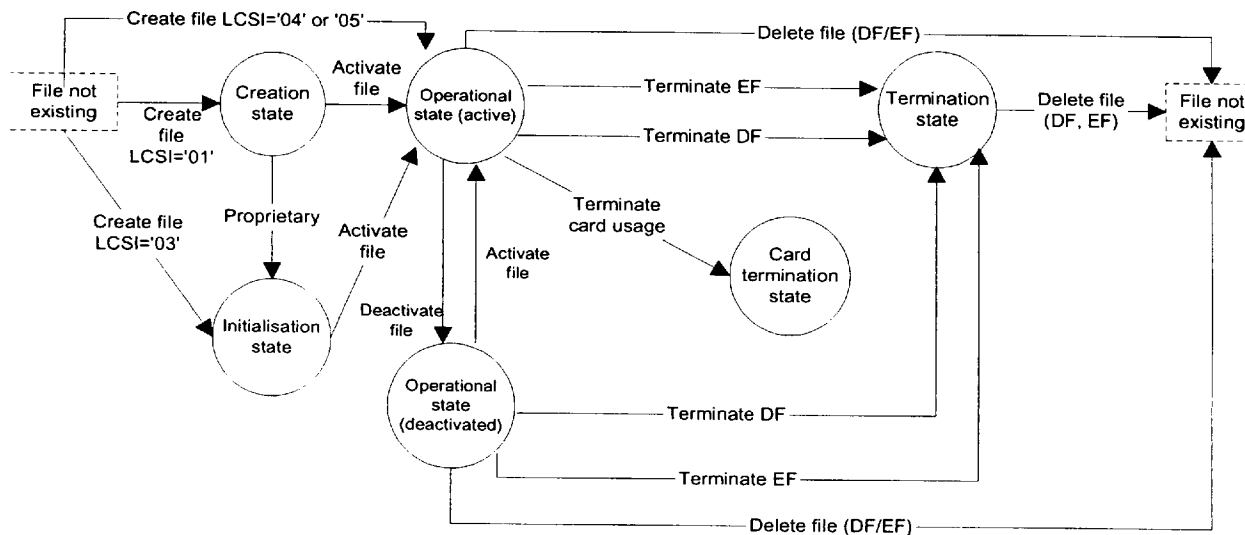 Create file LCSI='04' or '05'
Delete file (DF/EF)
File not
existing
Create
file
LCSI='01'
Creation
state
Activate
file
Operational
state (active)
Terminate EF
Terminate DF
Termination
state
Delete file
(DF, EF)
File not
existing
Create file
LCSI='03'
Proprietary
Activate
file
Activate
file
Terminate
card usage
Card
termination
state
Initialisation
state
Deactivate
file
Operational
state
(deactivated)
Terminate DF
Terminate EF
Delete file (DF/EF)